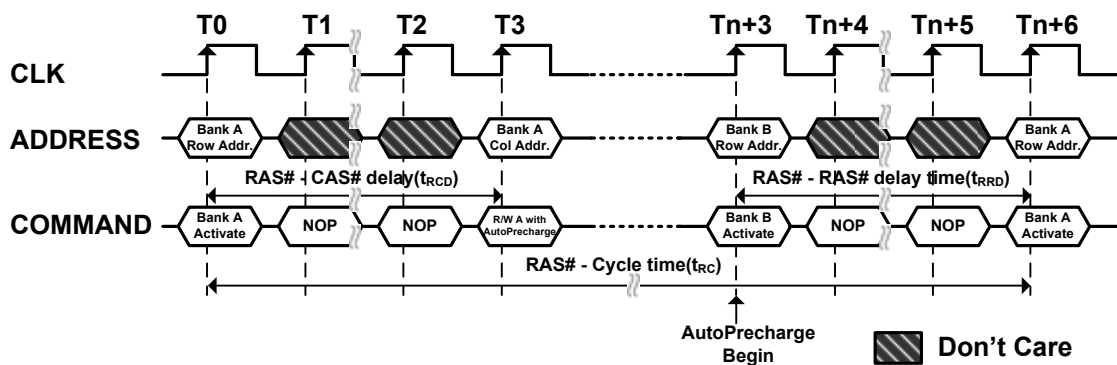 T0 T1 T2 T3 Tn+3 Tn+4 Tn+5 Tn+6
CLK
ADDRESS
Bank A
Row Addr.
Bank A
Col Addr.
Bank B
Row Addr.
Bank A
Row Addr.
RAS# - CAS# delay(tRCD)
RAS# - RAS# delay time(tRRD)
COMMAND
Bank A
Activate
NOP
NOP
R/W A with
AutoPrecharge
Bank B
Activate
NOP
NOP
Bank A
Activate
RAS# - Cycle time(tRC)
AutoPrecharge
Begin
Don't Care